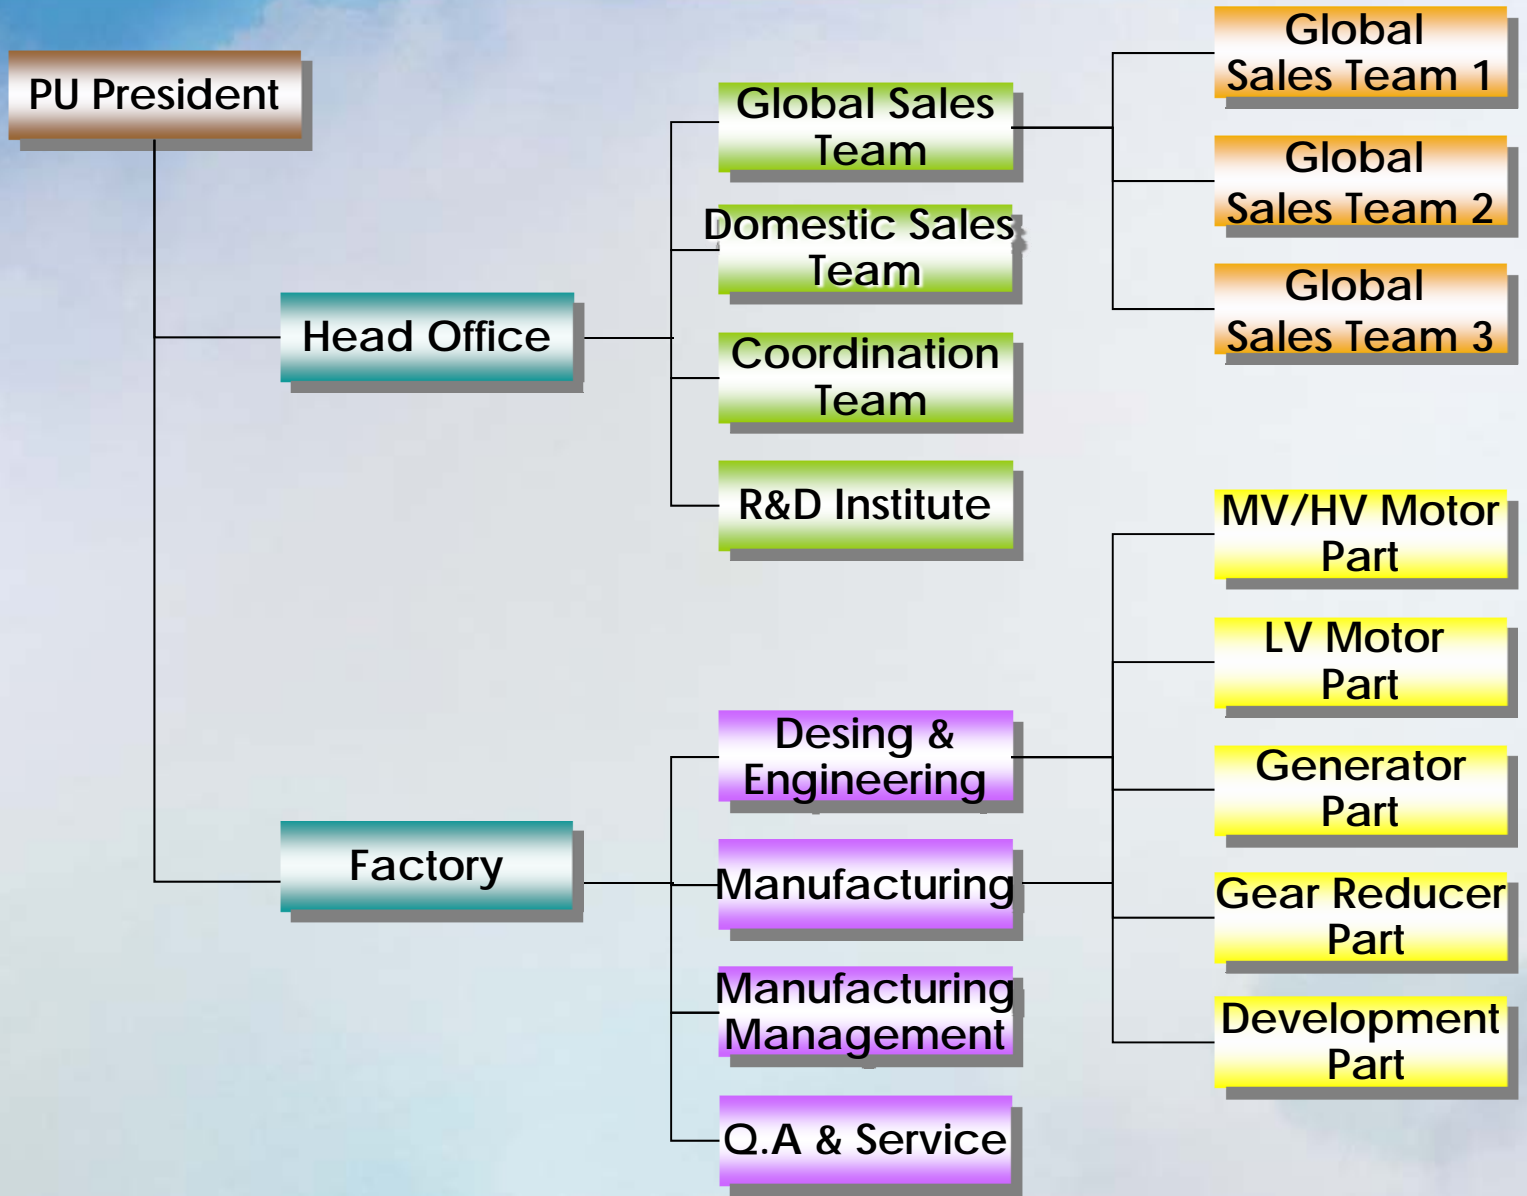 PU President
Head Office
Factory
Global Sales
Team
Domestic Sales
Team
Coordination
Team
R&D Institute
Desing &
Engineering
Manufacturing
Manufacturing
Management
Q.A & Service
Global
Sales Team 1
Global
Sales Team 2
Global
Sales Team 3
MV/HV Motor
Part
LV Motor
Part
Generator
Part
Gear Reducer
Part
Development
Part